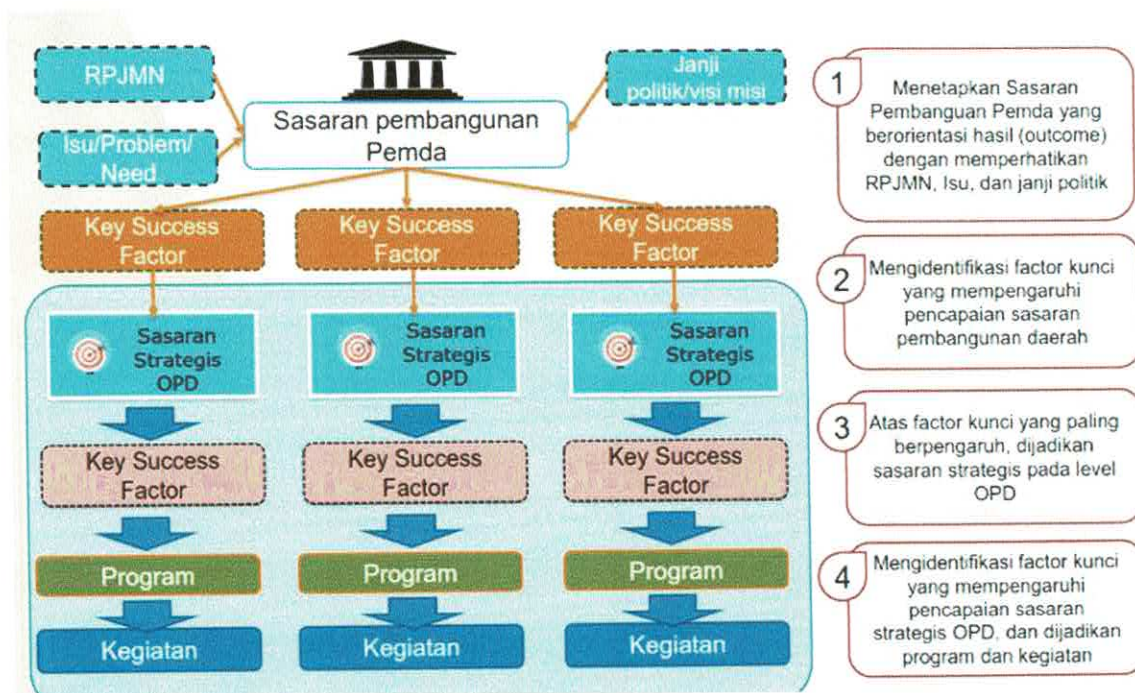 RPJMN
Isu/Problem/
Need
Janji
politik/visi misi
Sasaran pembangunan
Pemda
Key Success
Factor
Key Success
Factor
Key Success
Factor
Sasaran
Strategis
OPD
Sasaran
Strategis
OPD
Sasaran
Strategis
OPD
Key Success
Factor
Key Success
Factor
Key Success
Factor
Program
Program
Program
Kegiatan
Kegiatan
Kegiatan
1
Menetapkan Sasaran
Pembanguan Pemda yang
berorientasi hasil (outcome)
dengan memperhatikan
RPJMN, Isu, dan janji politik
2
Mengidentifikasi factor kunci
yang mempengaruhi
pencapaian sasaran
pembangunan daerah
3
Atas factor kunci yang paling
berpengaruh, dijadikan
sasaran strategis pada level
OPD
4
Mengidentifikasi factor kunci
yang mempengaruhi
pencapaian sasaran
strategis OPD, dan dijadikan
program dan kegiatan